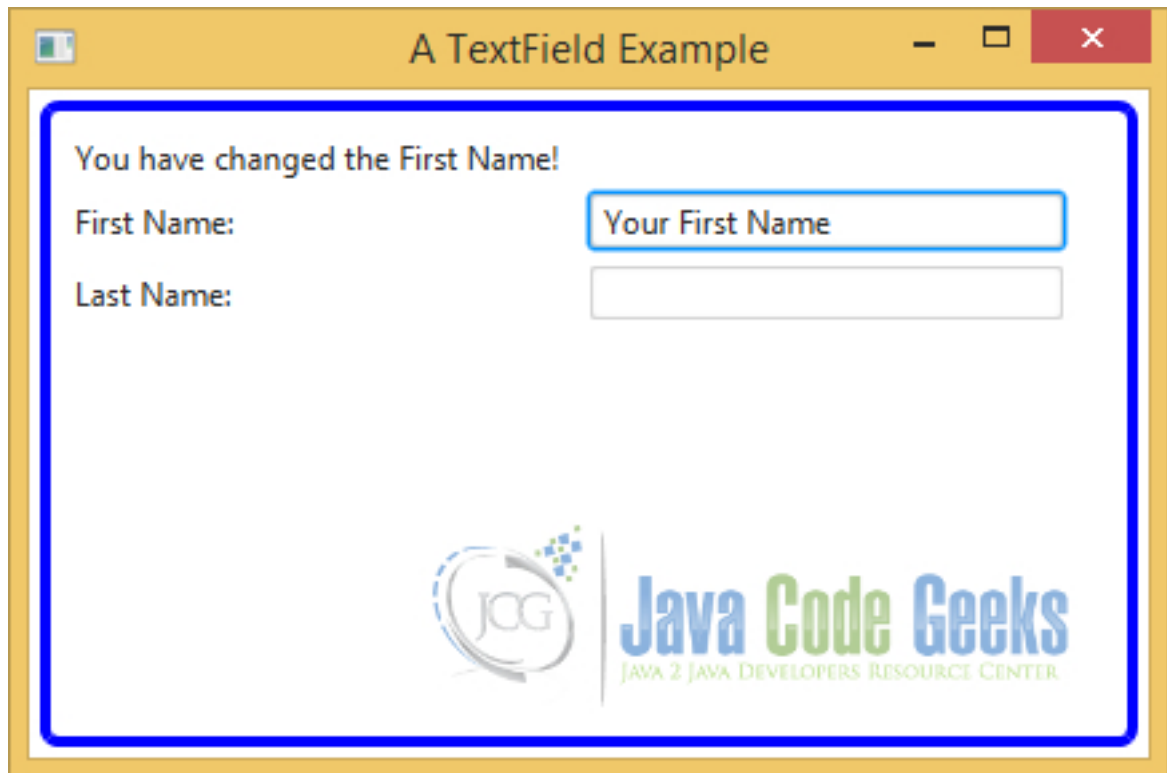 A TextField Example
You have changed the First Name!
First Name: Your First Name
Last Name:
JCG
Java Code Geeks
JAVA 2 JAVA DEVELOPERS RESOURCE CENTER